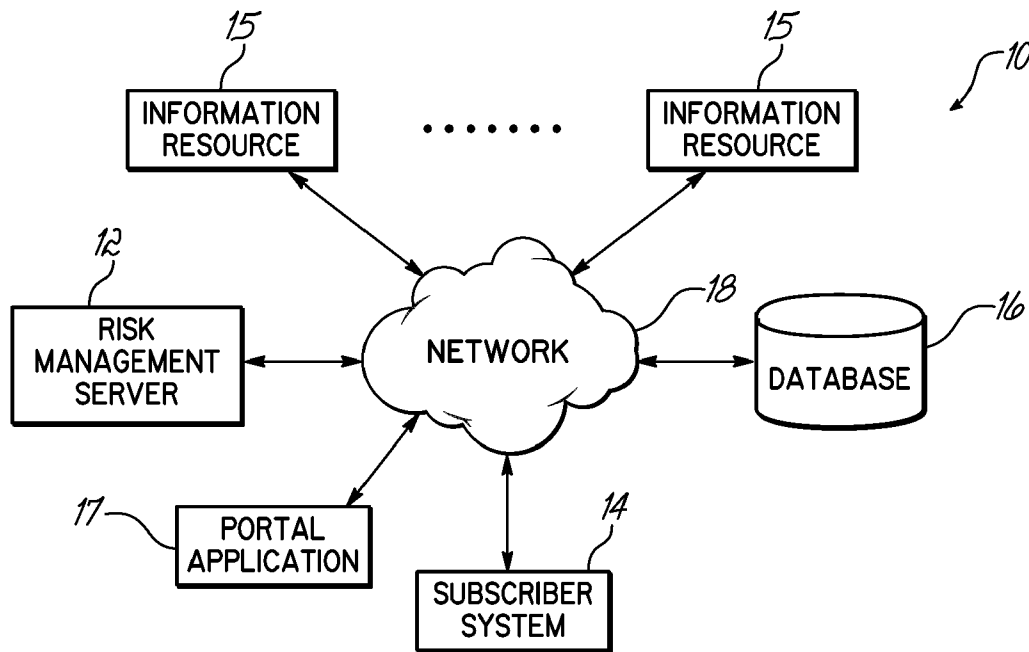 15
15
10
INFORMATION
RESOURCE
.......
INFORMATION
RESOURCE
12
18
16
RISK
MANAGEMENT
SERVER
NETWORK
DATABASE
17
PORTAL
APPLICATION
14
SUBSCRIBER
SYSTEM